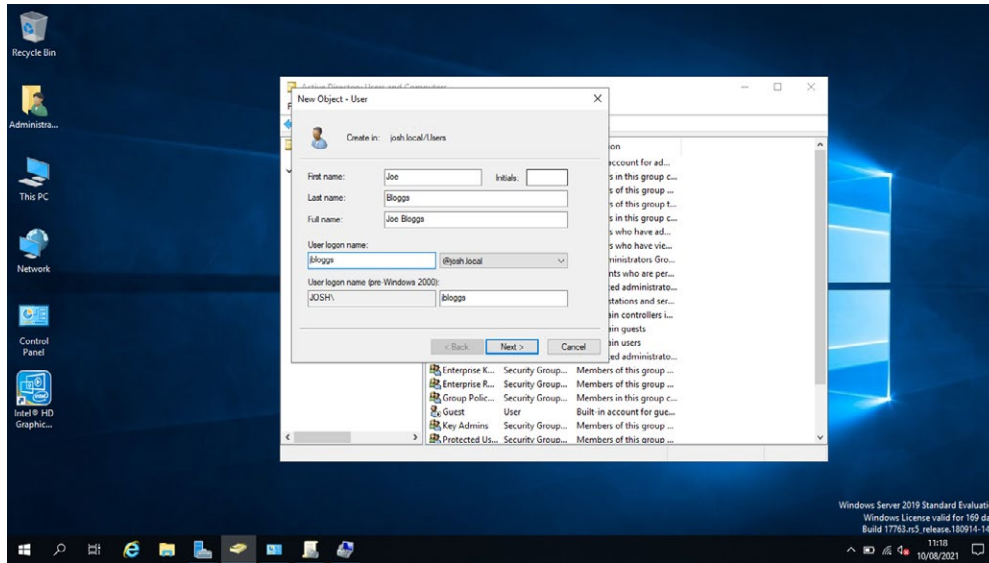 Recycle Bin
Administra...
This PC
Network
Control
Panel
Intel® HD
Graphic...
Active Directory Users and Computers
New Object - User
Create in: josh.local/Users
First name: Joe Initials:
Last name: Bloggs
Full name: Joe Bloggs
User logon name:
jbloggs @josh.local
User logon name (pre-Windows 2000):
JOSH\ jbloggs
< Back Next > Cancel
on
account for ad...
s in this group c...
s of this group ...
s of this group t...
s in this group c...
s who have ad...
s who have vie...
ministrators Gro...
nts who are per...
ed administrato...
stations and ser...
ain controllers i...
ain guests
ain users
ed administrato...
Enterprise K... Security Group... Members of this group ...
Enterprise R... Security Group... Members of this group ...
Group Polic... Security Group... Members in this group c...
Guest User Built-in account for gue...
Key Admins Security Group... Members of this group ...
Protected Us... Security Group... Members of this group ...
Windows Server 2019 Standard Evaluati
Windows License valid for 169 da
Build 17763.rs5_release.180914-14
11:18
10/08/2021